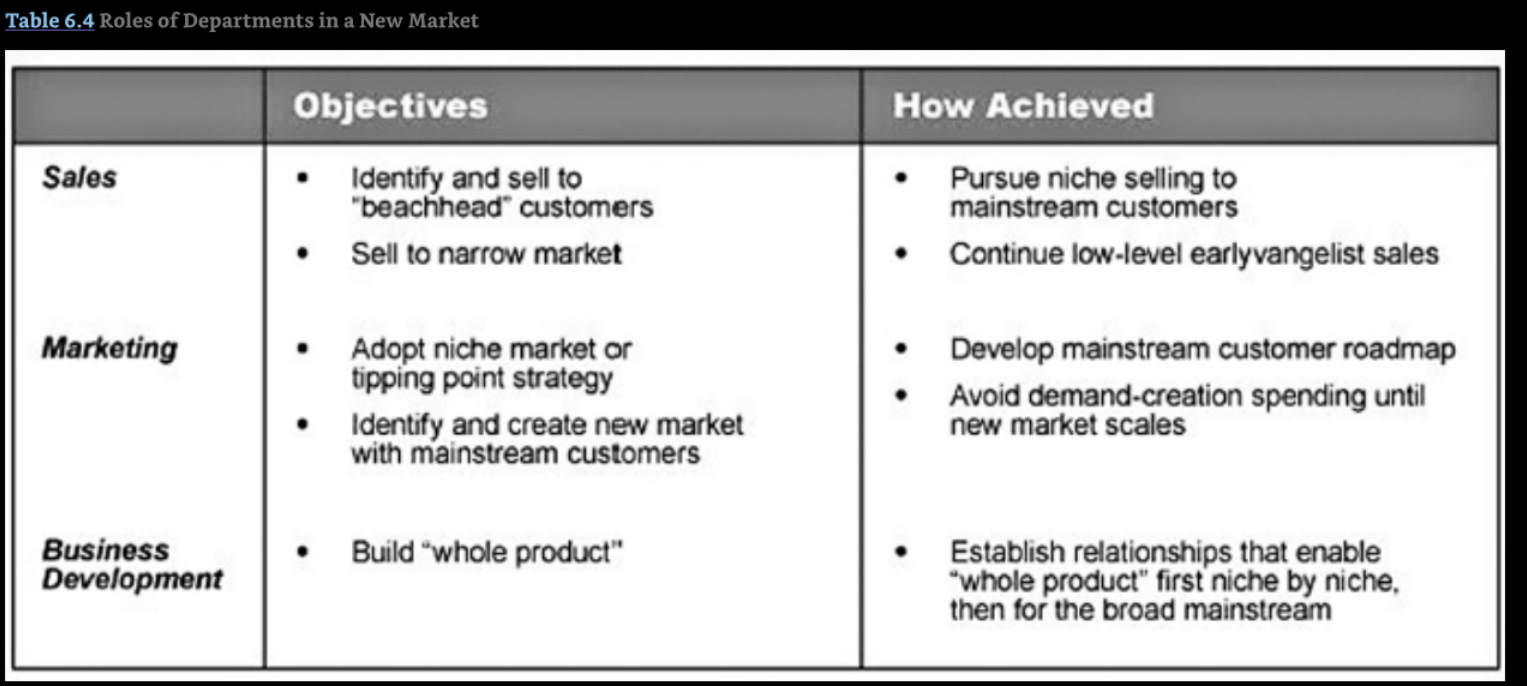 Table 6.4 Roles of Departments in a New Market
Objectives
How Achieved
Sales
• Identify and sell to
"beachhead" customers
• Sell to narrow market
• Pursue niche selling to
mainstream customers
• Continue low-level earlyvangelist sales
Marketing
• Adopt niche market or
tipping point strategy
• Identify and create new market
with mainstream customers
• Develop mainstream customer roadmap
• Avoid demand-creation spending until
new market scales
Business
Development
• Build “whole product”
• Establish relationships that enable
“whole product” first niche by niche,
then for the broad mainstream